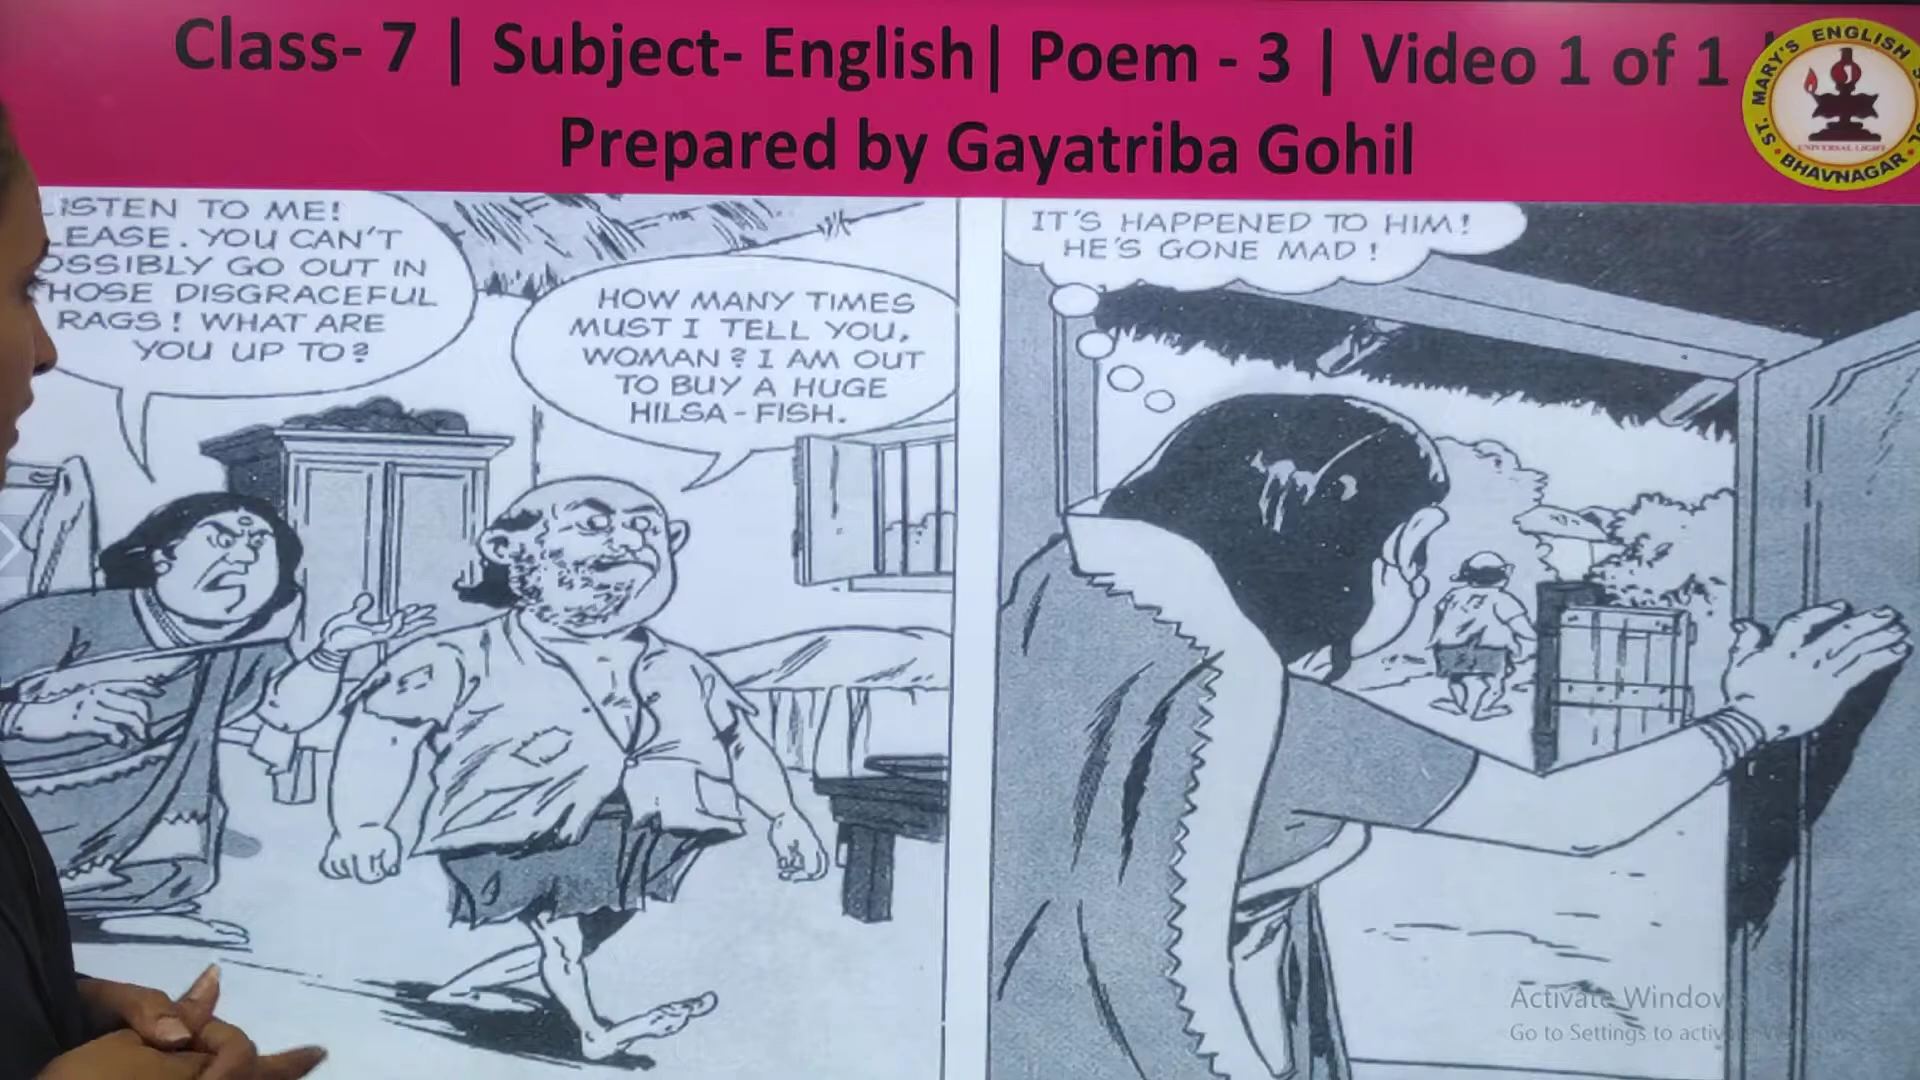 Class- 7 | Subject- English| Poem - 3 | Video 1 of 1
Prepared by Gayatriba Gohil
ST. MARY'S ENGLISH
UNIVERSAL LIGHT
BHAVNAGAR
LISTEN TO ME!
LEASE. YOU CAN'T
OSSIBLY GO OUT IN
HOSE DISGRACEFUL
RAGS! WHAT ARE
YOU UP TO?
HOW MANY TIMES
MUST I TELL YOU,
WOMAN? I AM OUT
TO BUY A HUGE
HILSA-FISH.
IT'S HAPPENED TO HIM!
HE'S GONE MAD!
Activate Windows
Go to Settings to activate